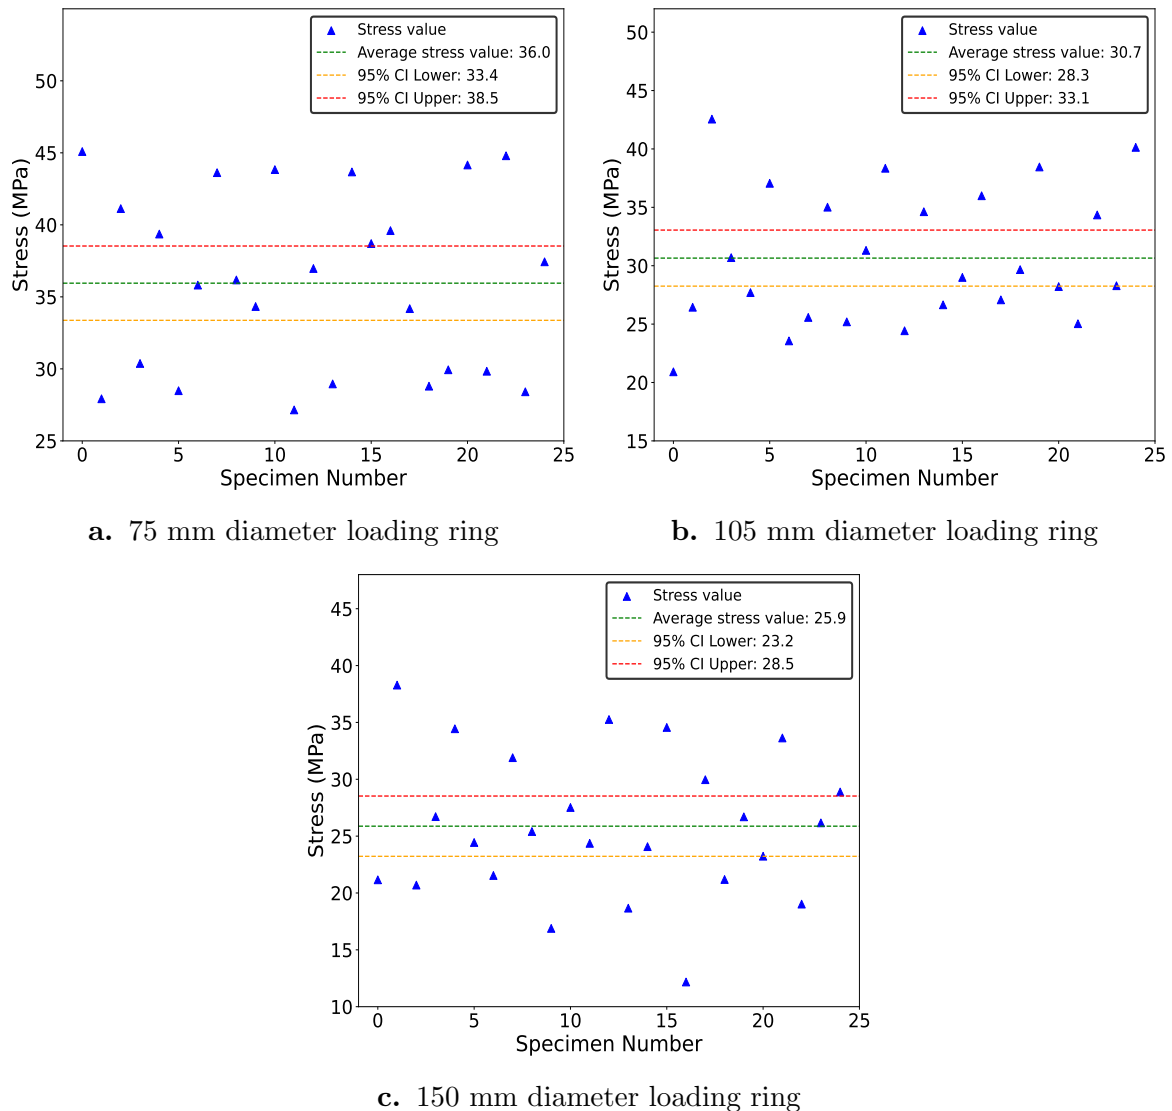 Stress value
Average stress value: 36.0
95% CI Lower: 33.4
95% CI Upper: 38.5
50
45
40
35
30
25
Stress (MPa)
0 5 10 15 20 25
Specimen Number
a. 75 mm diameter loading ring
Stress value
Average stress value: 30.7
95% CI Lower: 28.3
95% CI Upper: 33.1
50
45
40
35
30
25
20
15
Stress (MPa)
0 5 10 15 20 25
Specimen Number
b. 105 mm diameter loading ring
Stress value
Average stress value: 25.9
95% CI Lower: 23.2
95% CI Upper: 28.5
45
40
35
30
25
20
15
10
Stress (MPa)
0 5 10 15 20 25
Specimen Number
c. 150 mm diameter loading ring